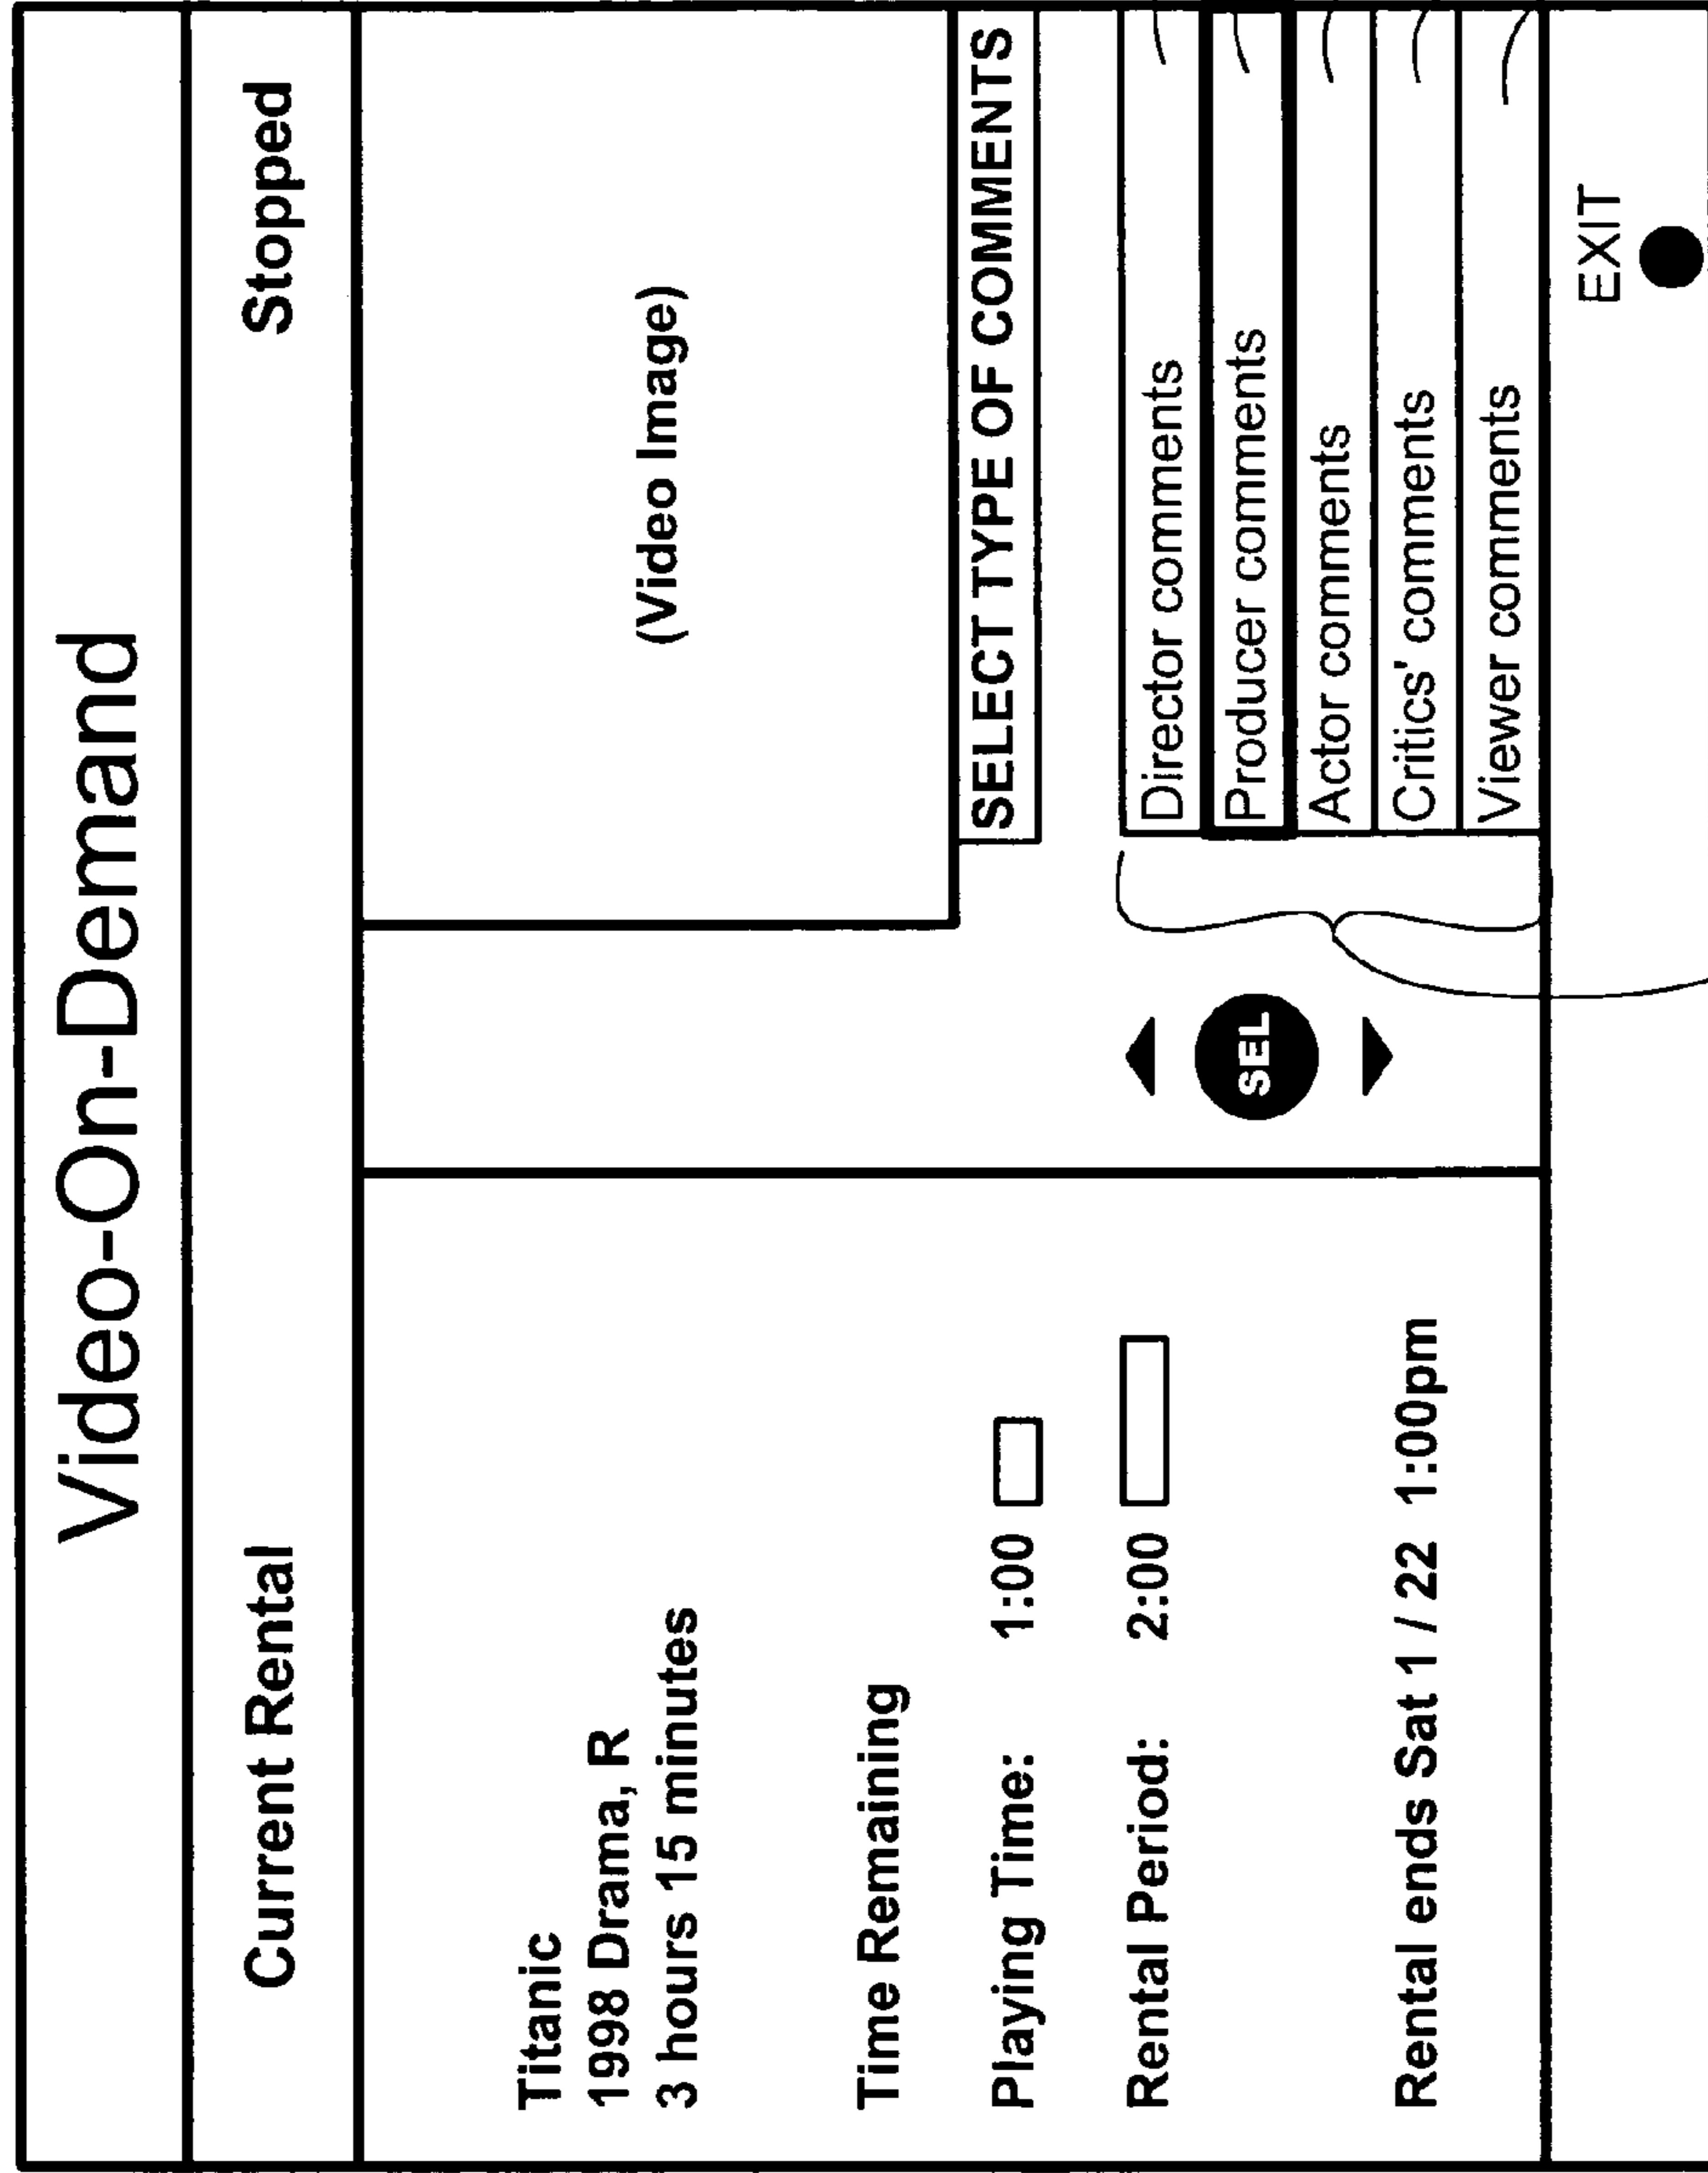 Video-On-Demand
Current Rental
Stopped
Titanic
1998 Drama, R
3 hours 15 minutes
Time Remaining
Playing Time: 1:00
Rental Period: 2:00
Rental ends Sat 1 / 22 1:00pm
(Video Image)
SELECT TYPE OF COMMENTS
SEL
Director comments
Producer comments
Actor comments
Critics' comments
Viewer comments
EXIT